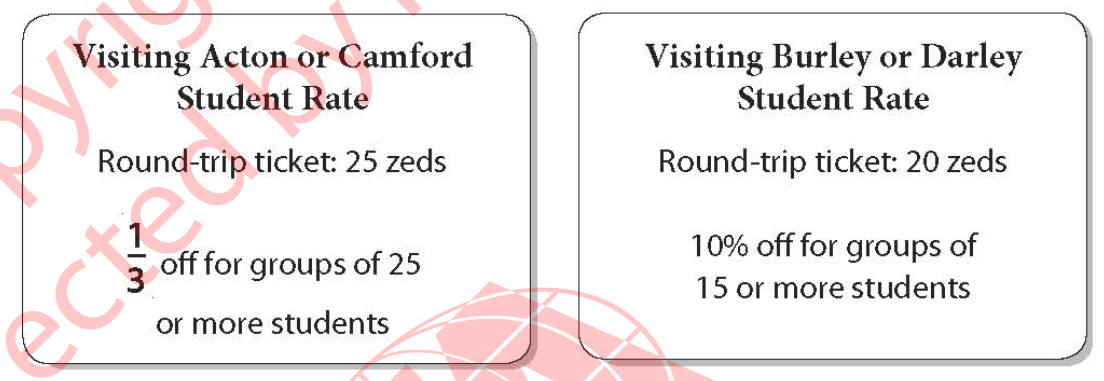 Visiting Acton or Camford
Student Rate
Round-trip ticket: 25 zeds
1/3 off for groups of 25
or more students
Visiting Burley or Darley
Student Rate
Round-trip ticket: 20 zeds
10% off for groups of
15 or more students